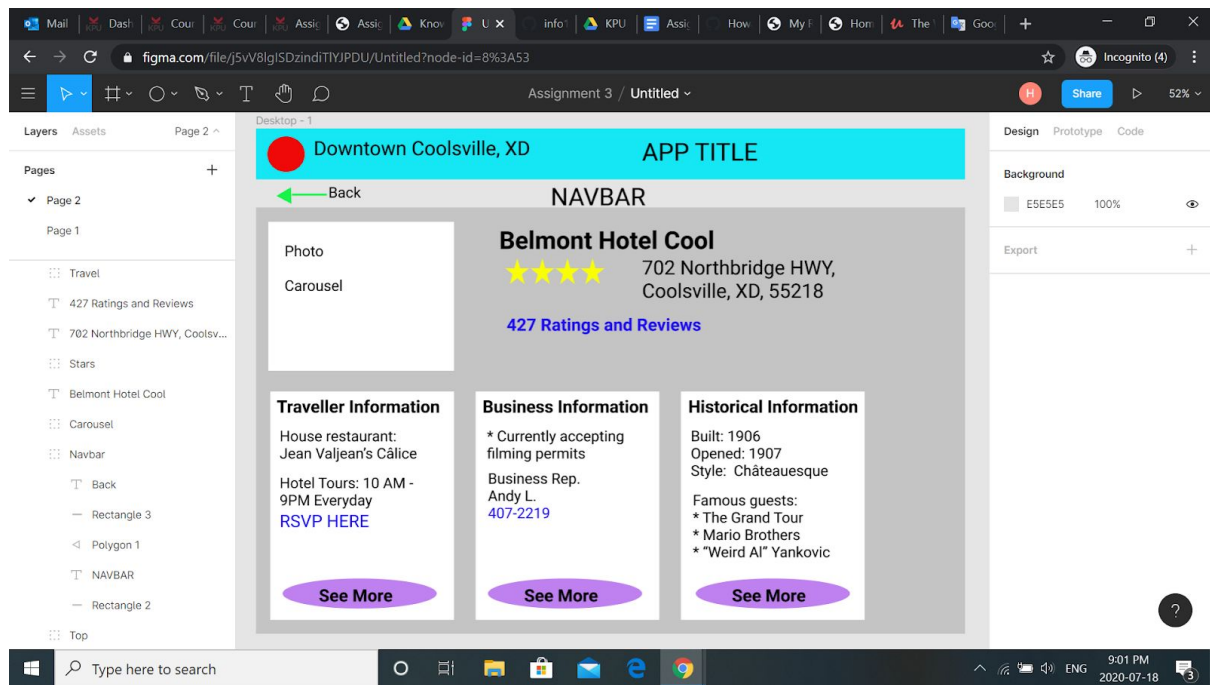 Mail
Dash
Cour
Cour
Assig
Assig
Know
U
info1
KPU
Assig
How
My F
Hom
The
Goo
figma.com/file/j5vV8lgISDzindiTlYJPDU/Untitled?node-id=8%3A53
Incognito (4)
Assignment 3 / Untitled
H
Share
52%
Layers Assets Page 2
Pages
Page 2
Page 1
Travel
427 Ratings and Reviews
702 Northbridge HWY, Coolsv...
Stars
Belmont Hotel Cool
Carousel
Navbar
Back
Rectangle 3
Polygon 1
NAVBAR
Rectangle 2
Top
Desktop - 1
Downtown Coolsville, XD
APP TITLE
Back
NAVBAR
Photo
Carousel
Belmont Hotel Cool
702 Northbridge HWY,
Coolsville, XD, 55218
427 Ratings and Reviews
Traveller Information
House restaurant:
Jean Valjean's Câlice
Hotel Tours: 10 AM -
9PM Everyday
RSVP HERE
See More
Business Information
* Currently accepting
filming permits
Business Rep.
Andy L.
407-2219
See More
Historical Information
Built: 1906
Opened: 1907
Style: Châteauesque
Famous guests:
* The Grand Tour
* Mario Brothers
* "Weird Al" Yankovic
See More
Design Prototype Code
Background
E5E5E5 100%
Export
?
Type here to search
ENG
9:01 PM
2020-07-18
3